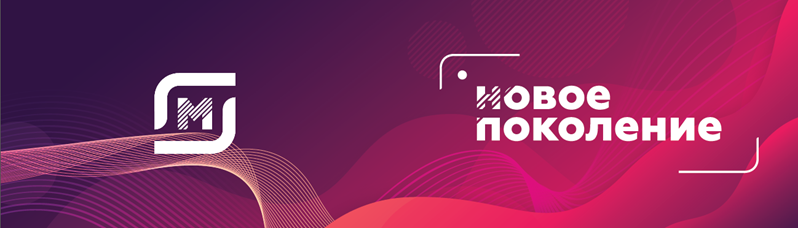 М
новое
поколение